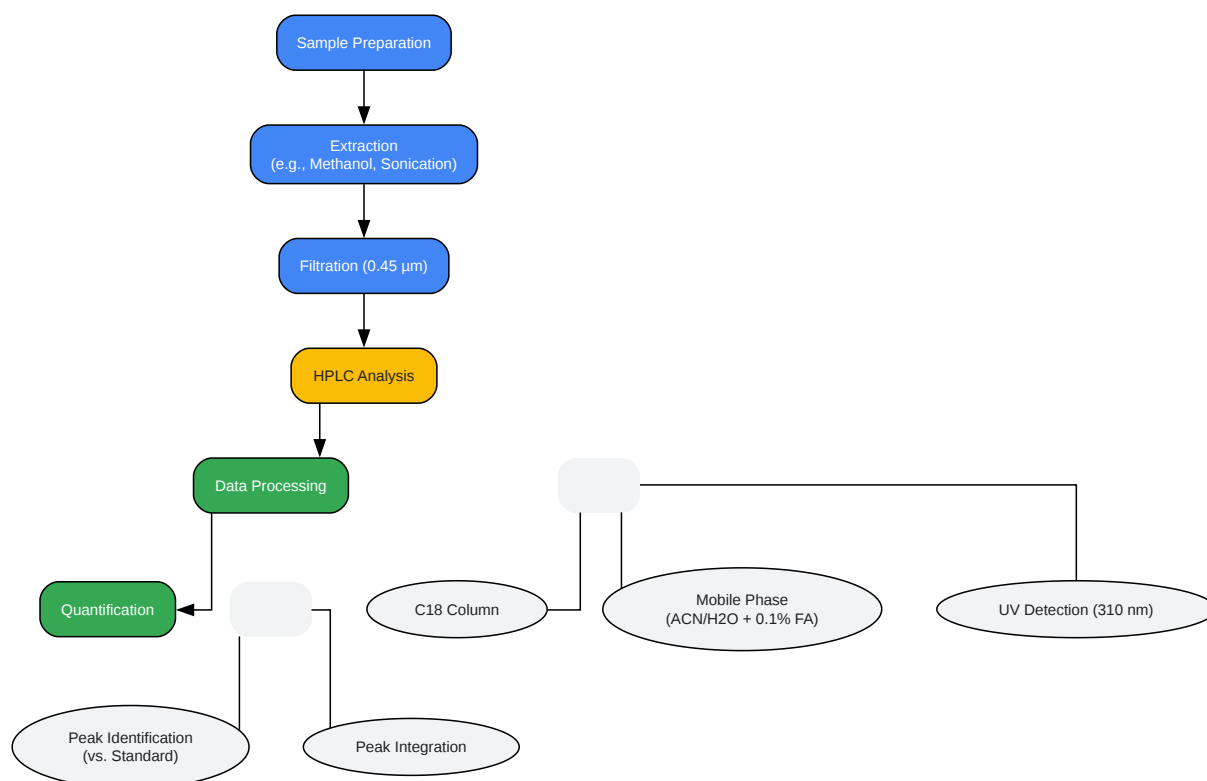 Sample Preparation
Extraction
(e.g., Methanol, Sonication)
Filtration (0.45 µm)
HPLC Analysis
Data Processing
Quantification
C18 Column
Mobile Phase
(ACN/H2O + 0.1% FA)
UV Detection (310 nm)
Peak Identification
(vs. Standard)
Peak Integration